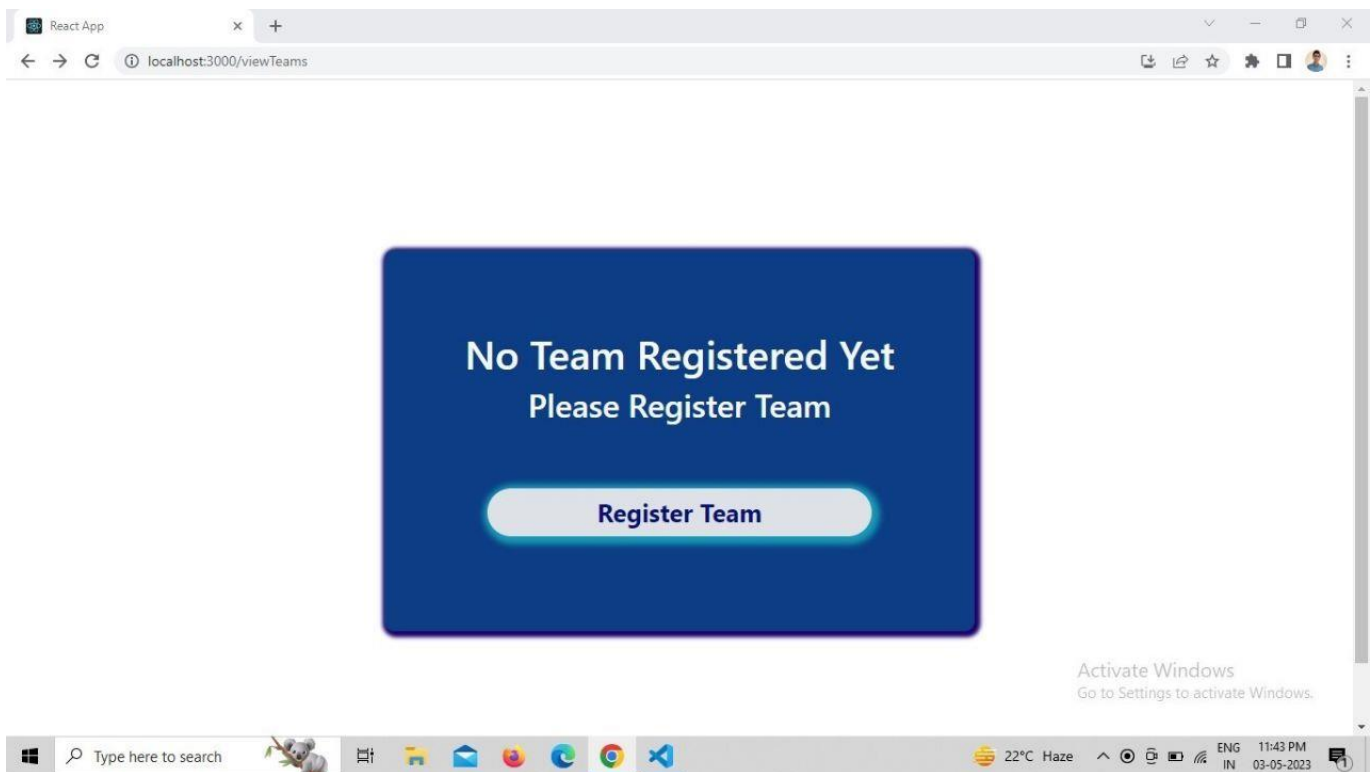 React App
localhost:3000/viewTeams
No Team Registered Yet
Please Register Team
Register Team
Activate Windows
Go to Settings to activate Windows.
Type here to search
22°C Haze
ENG
IN
11:43 PM
03-05-2023
1